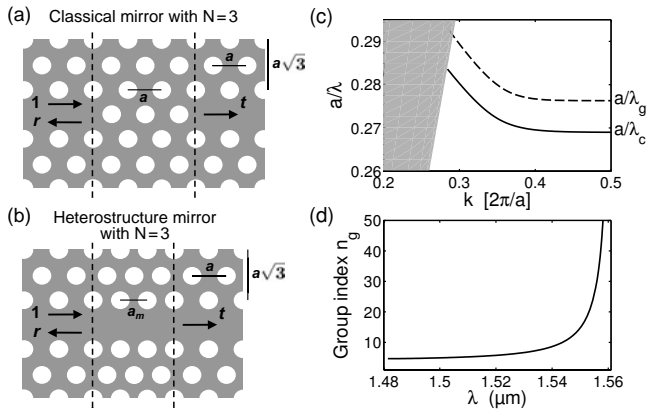 (a) Classical mirror with N=3
a
a√3
a
1
r
t
(b) Heterostructure mirror
with N=3
a
a√3
a_m
1
r
t
(c)
0.29
0.28
0.27
0.26
a/λ
a/λ_g
a/λ_c
0.2 0.3 0.4 0.5
k [2π/a]
(d)
50
40
30
20
10
0
Group index n_g
1.48 1.5 1.52 1.54 1.56
λ (μm)